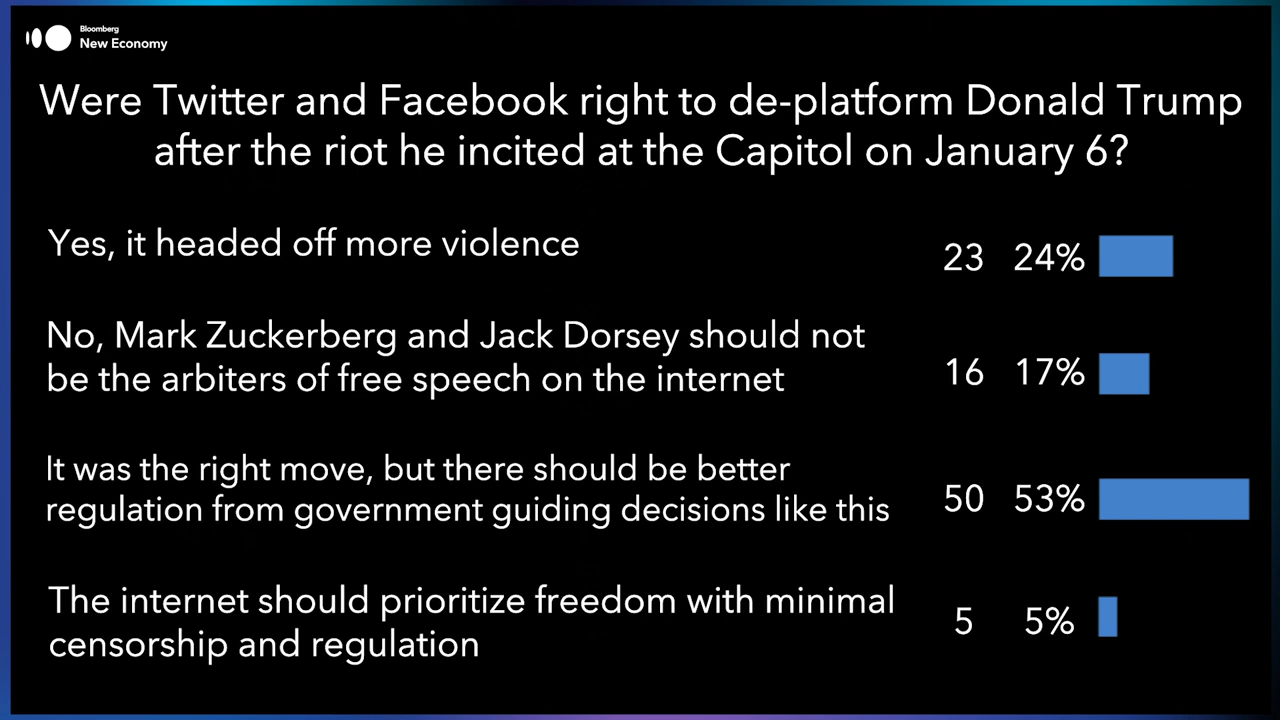 Bloomberg
New Economy
Were Twitter and Facebook right to de-platform Donald Trump
after the riot he incited at the Capitol on January 6?
Yes, it headed off more violence
23 24%
No, Mark Zuckerberg and Jack Dorsey should not
be the arbiters of free speech on the internet
16 17%
It was the right move, but there should be better
regulation from government guiding decisions like this
50 53%
The internet should prioritize freedom with minimal
censorship and regulation
5 5%